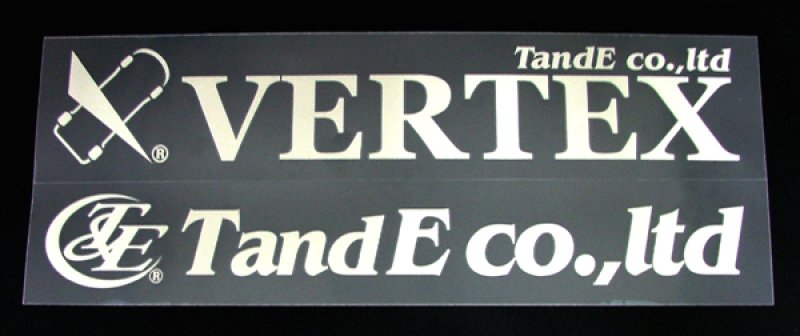 TandE co.,ltd
VERTEX
®
T&E
®
TandE co.,ltd